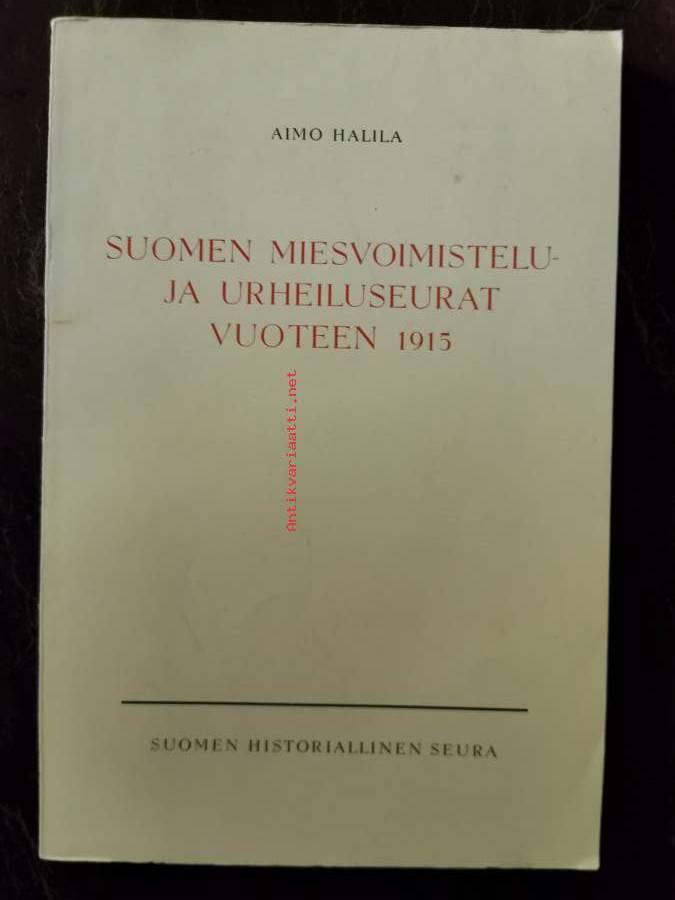 AIMO HALILA
SUOMEN MIESVOIMISTELU-
JA URHEILUSEURAT
VUOTEEN 1915
Antikvariaatti.net
SUOMEN HISTORIALLINEN SEURA